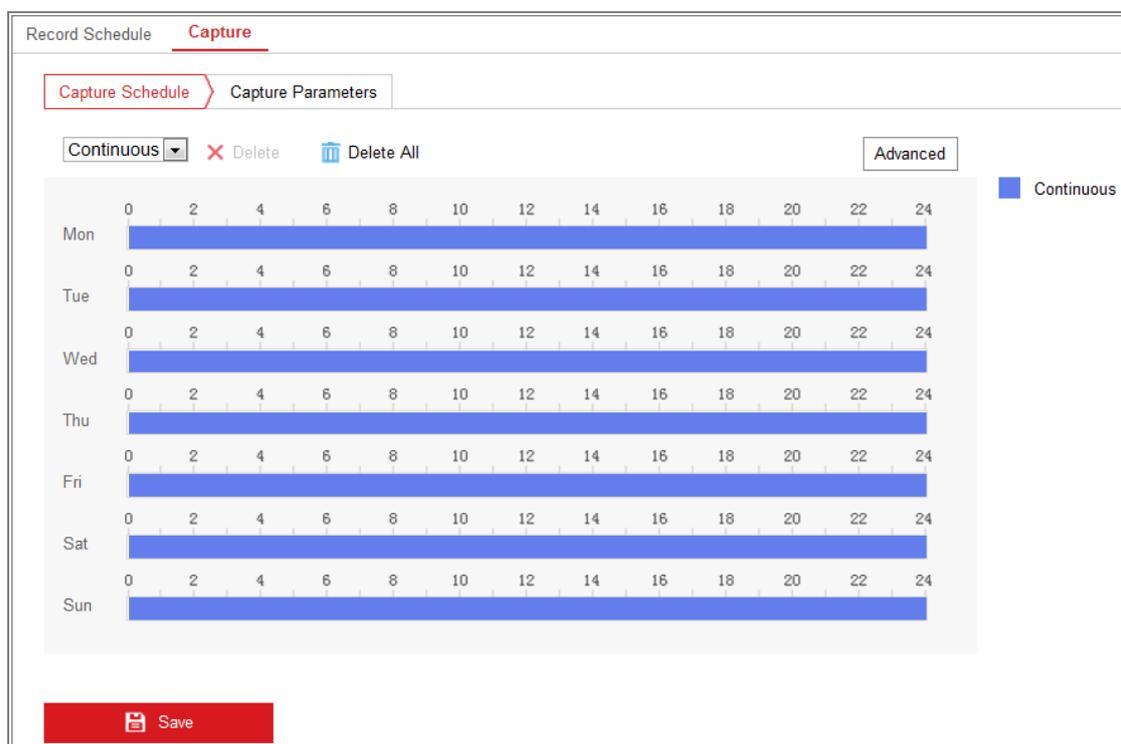 Record Schedule Capture
Capture Schedule Capture Parameters
Continuous Delete Delete All Advanced
Continuous
0 2 4 6 8 10 12 14 16 18 20 22 24
Mon
0 2 4 6 8 10 12 14 16 18 20 22 24
Tue
0 2 4 6 8 10 12 14 16 18 20 22 24
Wed
0 2 4 6 8 10 12 14 16 18 20 22 24
Thu
0 2 4 6 8 10 12 14 16 18 20 22 24
Fri
0 2 4 6 8 10 12 14 16 18 20 22 24
Sat
0 2 4 6 8 10 12 14 16 18 20 22 24
Sun
Save